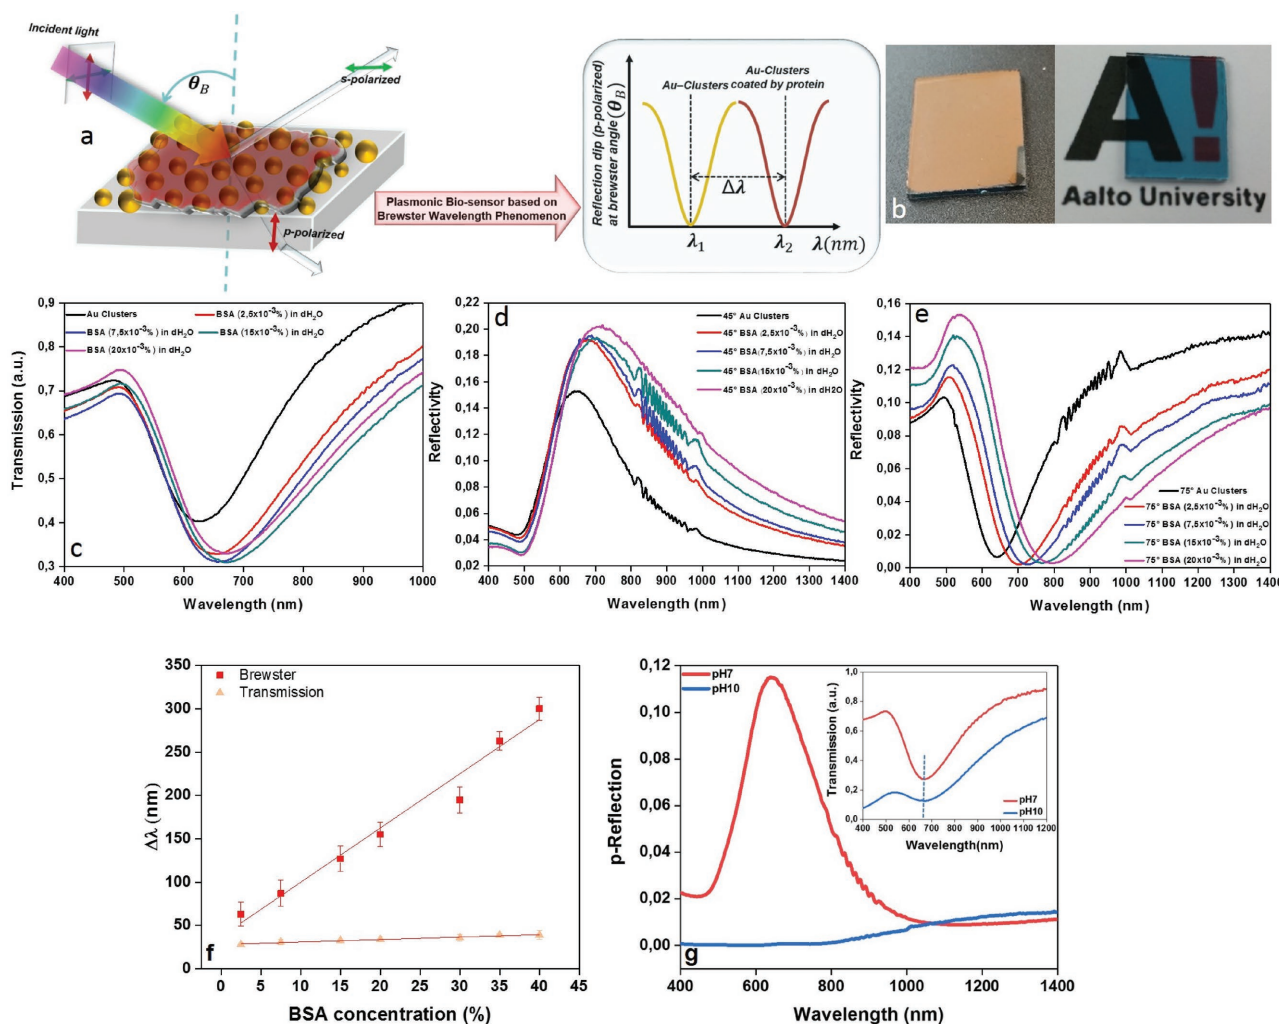 Incident light
θB
s-polarized
a
p-polarized
Plasmonic Bio-sensor based on
Brewster Wavelength Phenomenon
Reflection dip (p-polarized)
at brewster angle(θB)
Au–Clusters
Au-Clusters
coated by protein
Δλ
λ1
λ2
λ(nm)
b
A!
Aalto University
Transmission (a.u.)
0,9
0,8
0,7
0,6
0,5
0,4
0,3
Au Clusters
BSA (2,5x10-3%) in dH2O
BSA (7,5x10-3%) in dH2O
BSA (15x10-3%) in dH2O
BSA (20x10-3%) in dH2O
c
400 500 600 700 800 900 1000
Wavelength (nm)
Reflectivity
0,22
0,20
0,18
0,16
0,14
0,12
0,10
0,08
0,06
0,04
0,02
d
45° Au Clusters
45° BSA (2,5x10-3%) in dH2O
45° BSA(7,5x10-3%) in dH2O
45° BSA(15x10-3%) in dH2O
45° BSA (20x10-3%) in dH2O
400 500 600 700 800 900 1000 1100 1200 1300 1400
Wavelength (nm)
Reflectivity
0,16
0,14
0,12
0,10
0,08
0,06
0,04
0,02
0,00
e
75° Au Clusters
75° BSA (2,5x10-3%) in dH2O
75° BSA (7,5x10-3%) in dH2O
75° BSA (15x10-3%) in dH2O
75° BSA (20x10-3%) in dH2O
400 500 600 700 800 900 1000 1100 1200 1300 1400
Wavelength (nm)
Δλ (nm)
350
300
250
200
150
100
50
0
Brewster
Transmission
f
0 5 10 15 20 25 30 35 40 45
BSA concentration (%)
p-Reflection
0,12
0,10
0,08
0,06
0,04
0,02
0,00
pH7
pH10
g
400 600 800 1000 1200 1400
Wavelength (nm)
Transmission (a.u.)
1,0
0,8
0,6
0,4
0,2
0,0
pH7
pH10
400 500 600 700 800 900 1000 1100 1200
Wavelength(nm)